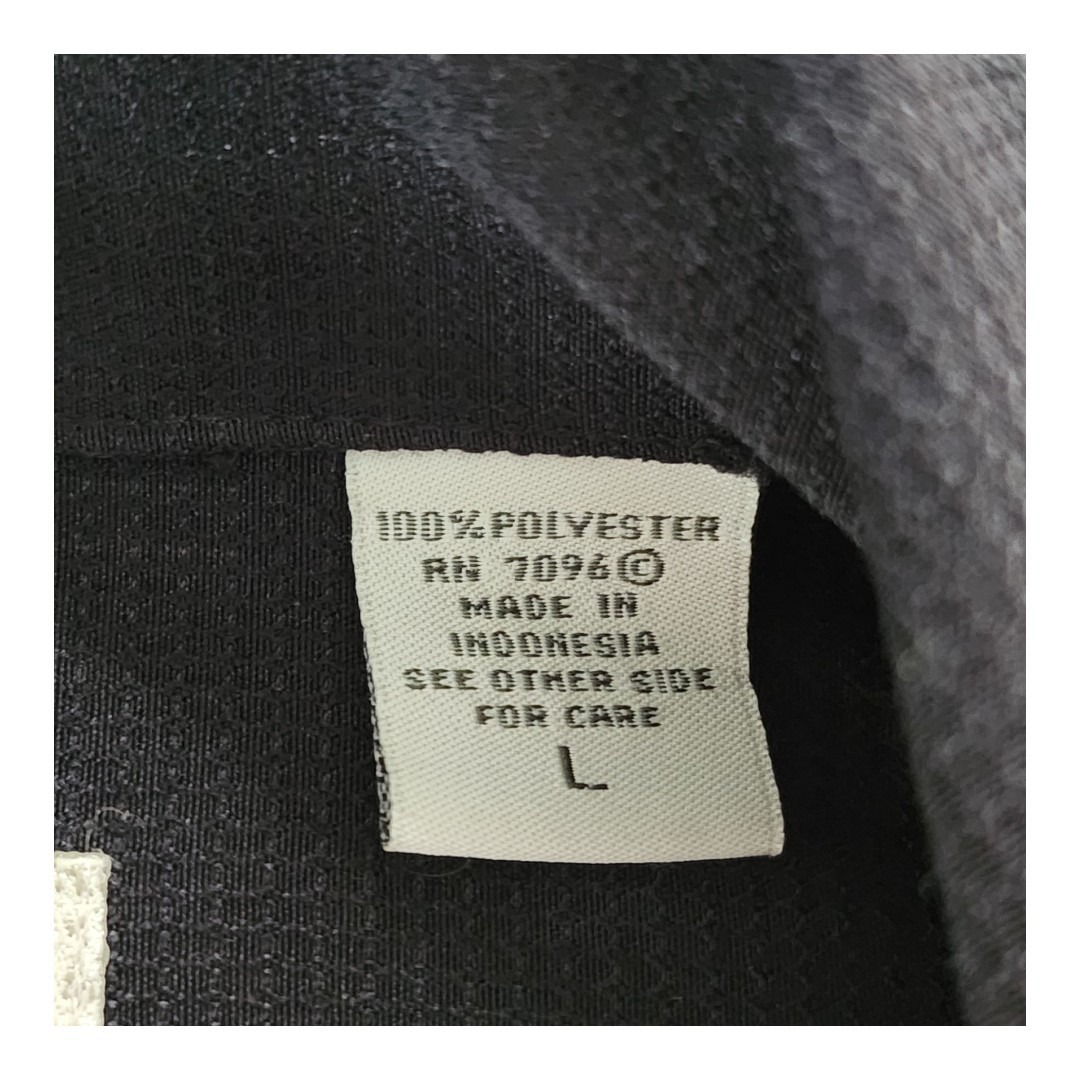 100% POLYESTER
RN 7096©
MADE IN
INDONESIA
SEE OTHER SIDE
FOR CARE
L